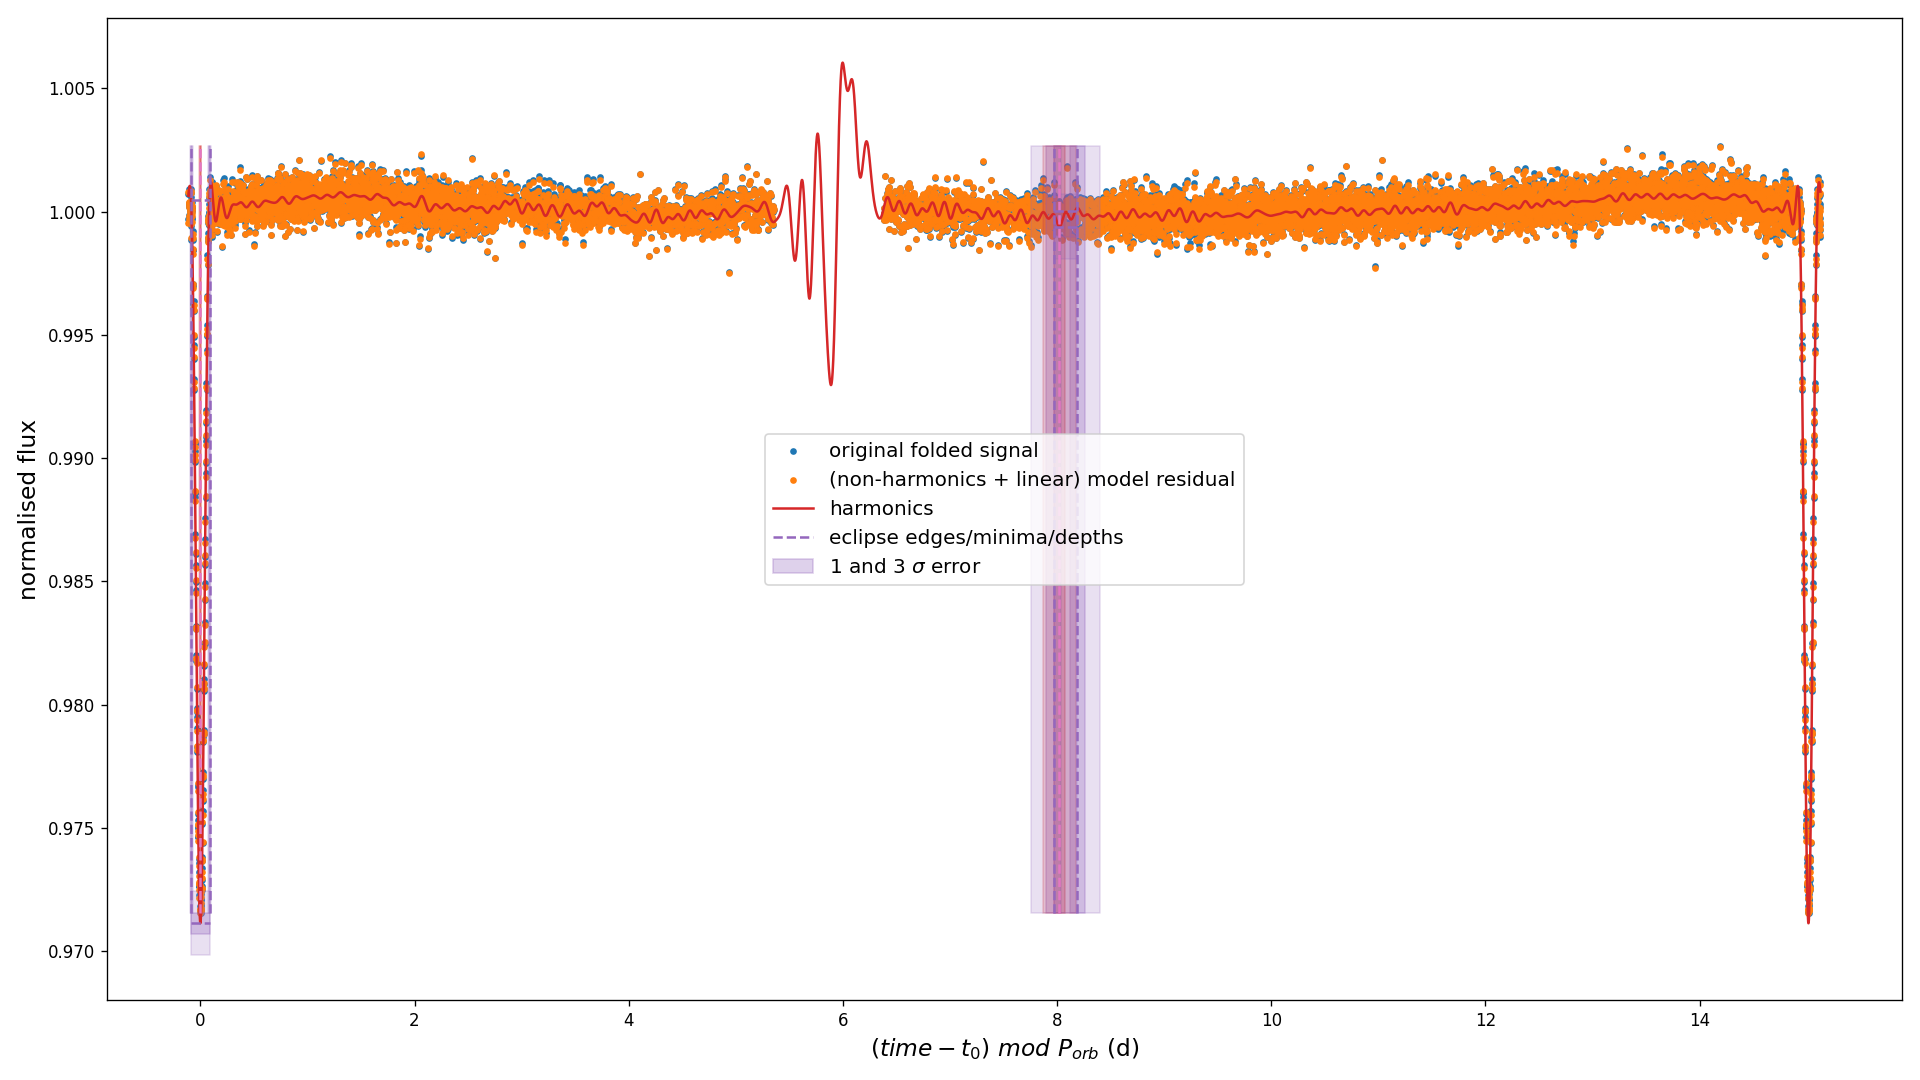 normalised flux
1.005
1.000
0.995
0.990
0.985
0.980
0.975
0.970
original folded signal
(non-harmonics + linear) model residual
harmonics
eclipse edges/minima/depths
1 and 3 σ error
0 2 4 6 8 10 12 14
(time − t₀) mod P_orb (d)